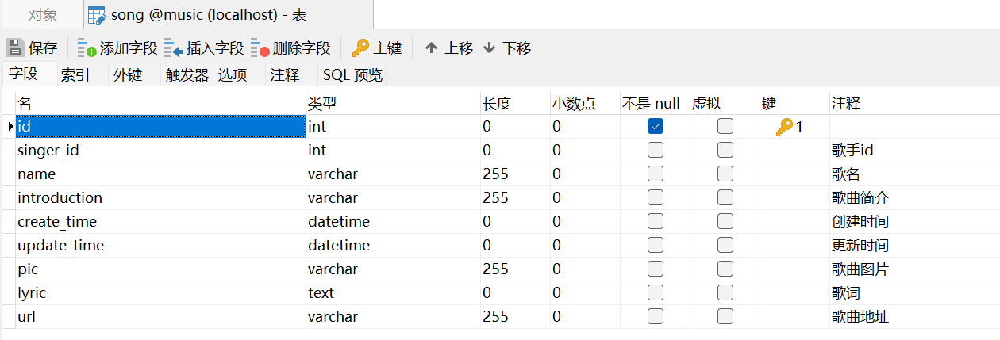 对象 song @music (localhost) - 表
保存 添加字段 插入字段 删除字段 主键 上移 下移
字段 索引 外键 触发器 选项 注释 SQL 预览
名 类型 长度 小数点 不是 null 虚拟 键 注释
id int 0 0 1
singer_id int 0 0 歌手id
name varchar 255 0 歌名
introduction varchar 255 0 歌曲简介
create_time datetime 0 0 创建时间
update_time datetime 0 0 更新时间
pic varchar 255 0 歌曲图片
lyric text 0 0 歌词
url varchar 255 0 歌曲地址